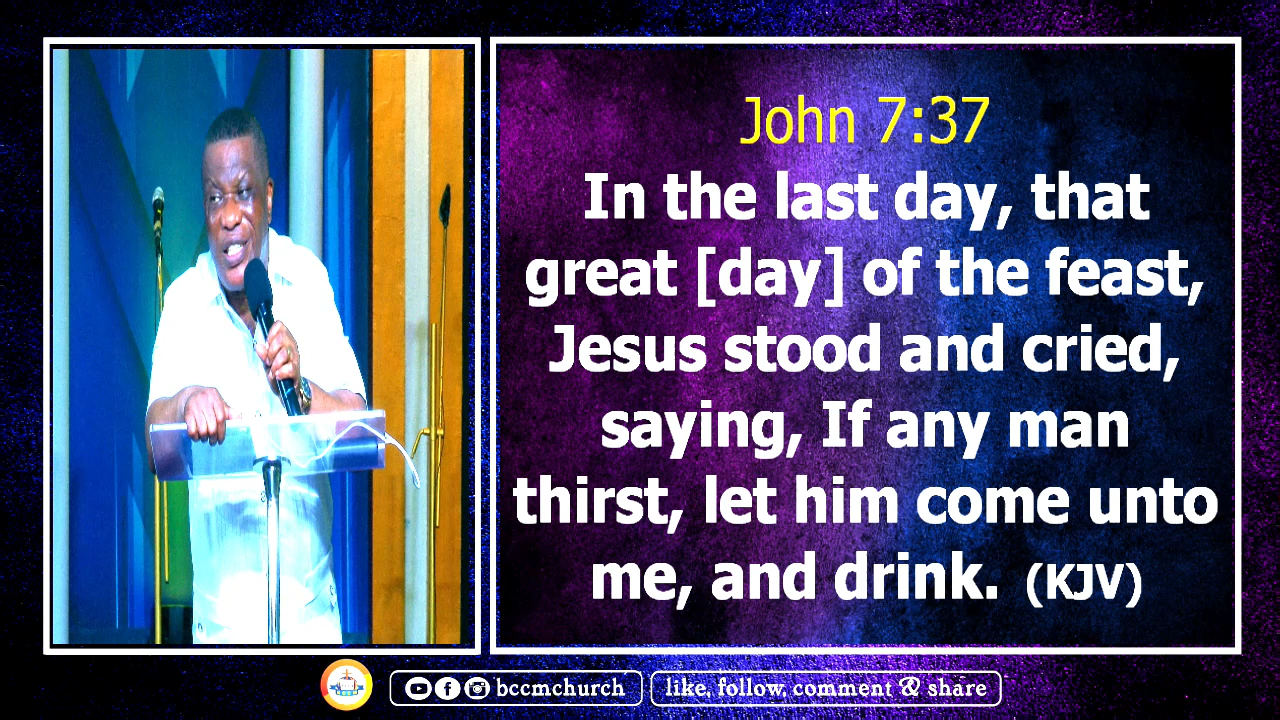 John 7:37
In the last day, that
great [day] of the feast,
Jesus stood and cried,
saying, If any man
thirst, let him come unto
me, and drink. (KJV)
bccmchurch
like, follow, comment & share